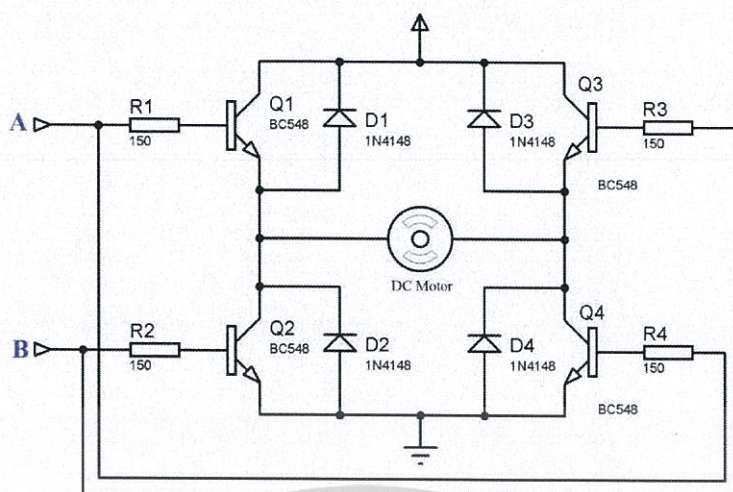 A
R1
150
Q1
BC548
D1
1N4148
D3
1N4148
Q3
BC548
R3
150
DC Motor
B
R2
150
Q2
BC548
D2
1N4148
D4
1N4148
Q4
BC548
R4
150